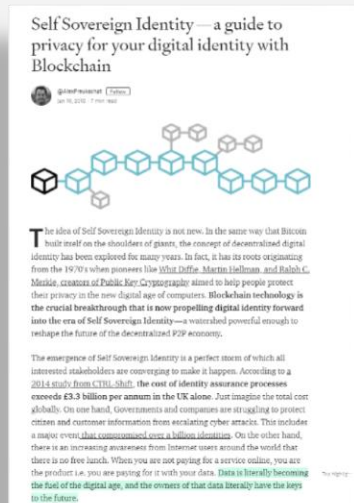 Self Sovereign Identity — a guide to
privacy for your digital identity with
Blockchain
Follow
7 min read
The idea of Self Sovereign Identity is not new. In the same way that Bitcoin
built itself on the shoulders of giants, the concept of decentralized digital
identity has been explored for many years. In fact, it has its roots originating
from the 1970's when pioneers like Whit Diffie, Martin Hellman, and Ralph C.
Merkle, creators of Public Key Cryptography aimed to help people protect
their privacy in the new digital age of computers. Blockchain technology is
the crucial breakthrough that is now propelling digital identity forward
into the era of Self Sovereign Identity—a watershed powerful enough to
reshape the future of the decentralized P2P economy.
The emergence of Self Sovereign Identity is a perfect storm of which all
interested stakeholders are converging to make it happen. According to a
2014 study from CTRL-Shift, the cost of identity assurance processes
exceeds £3.3 billion per annum in the UK alone. Just imagine the total cost
globally. On one hand, Governments and companies are struggling to protect
citizen and customer information from escalating cyber attacks. This includes
a major event that compromised over a billion identities. On the other hand,
there is an increasing awareness from Internet users around the world that
there is no free lunch. When you are not paying for a service online, you are
the product i.e. you are paying for it with your data. Data is literally becoming
the fuel of the digital age, and the owners of that data literally have the keys
to the future.